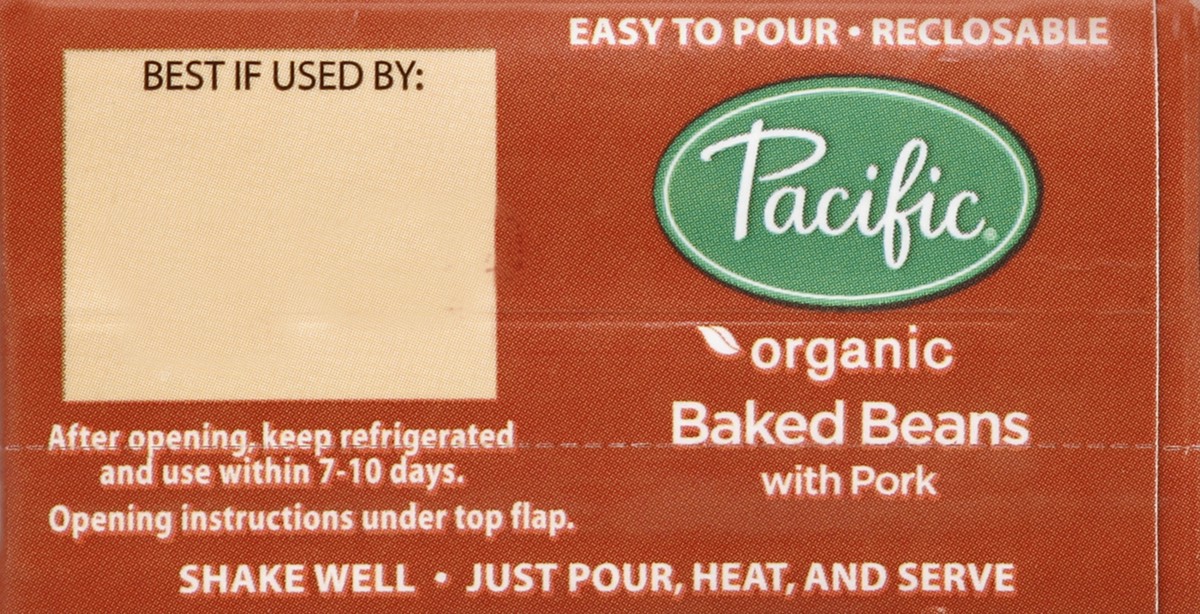 EASY TO POUR • RECLOSABLE
BEST IF USED BY:
Pacific®
organic
Baked Beans
with Pork
After opening, keep refrigerated
and use within 7-10 days.
Opening instructions under top flap.
SHAKE WELL • JUST POUR, HEAT, AND SERVE